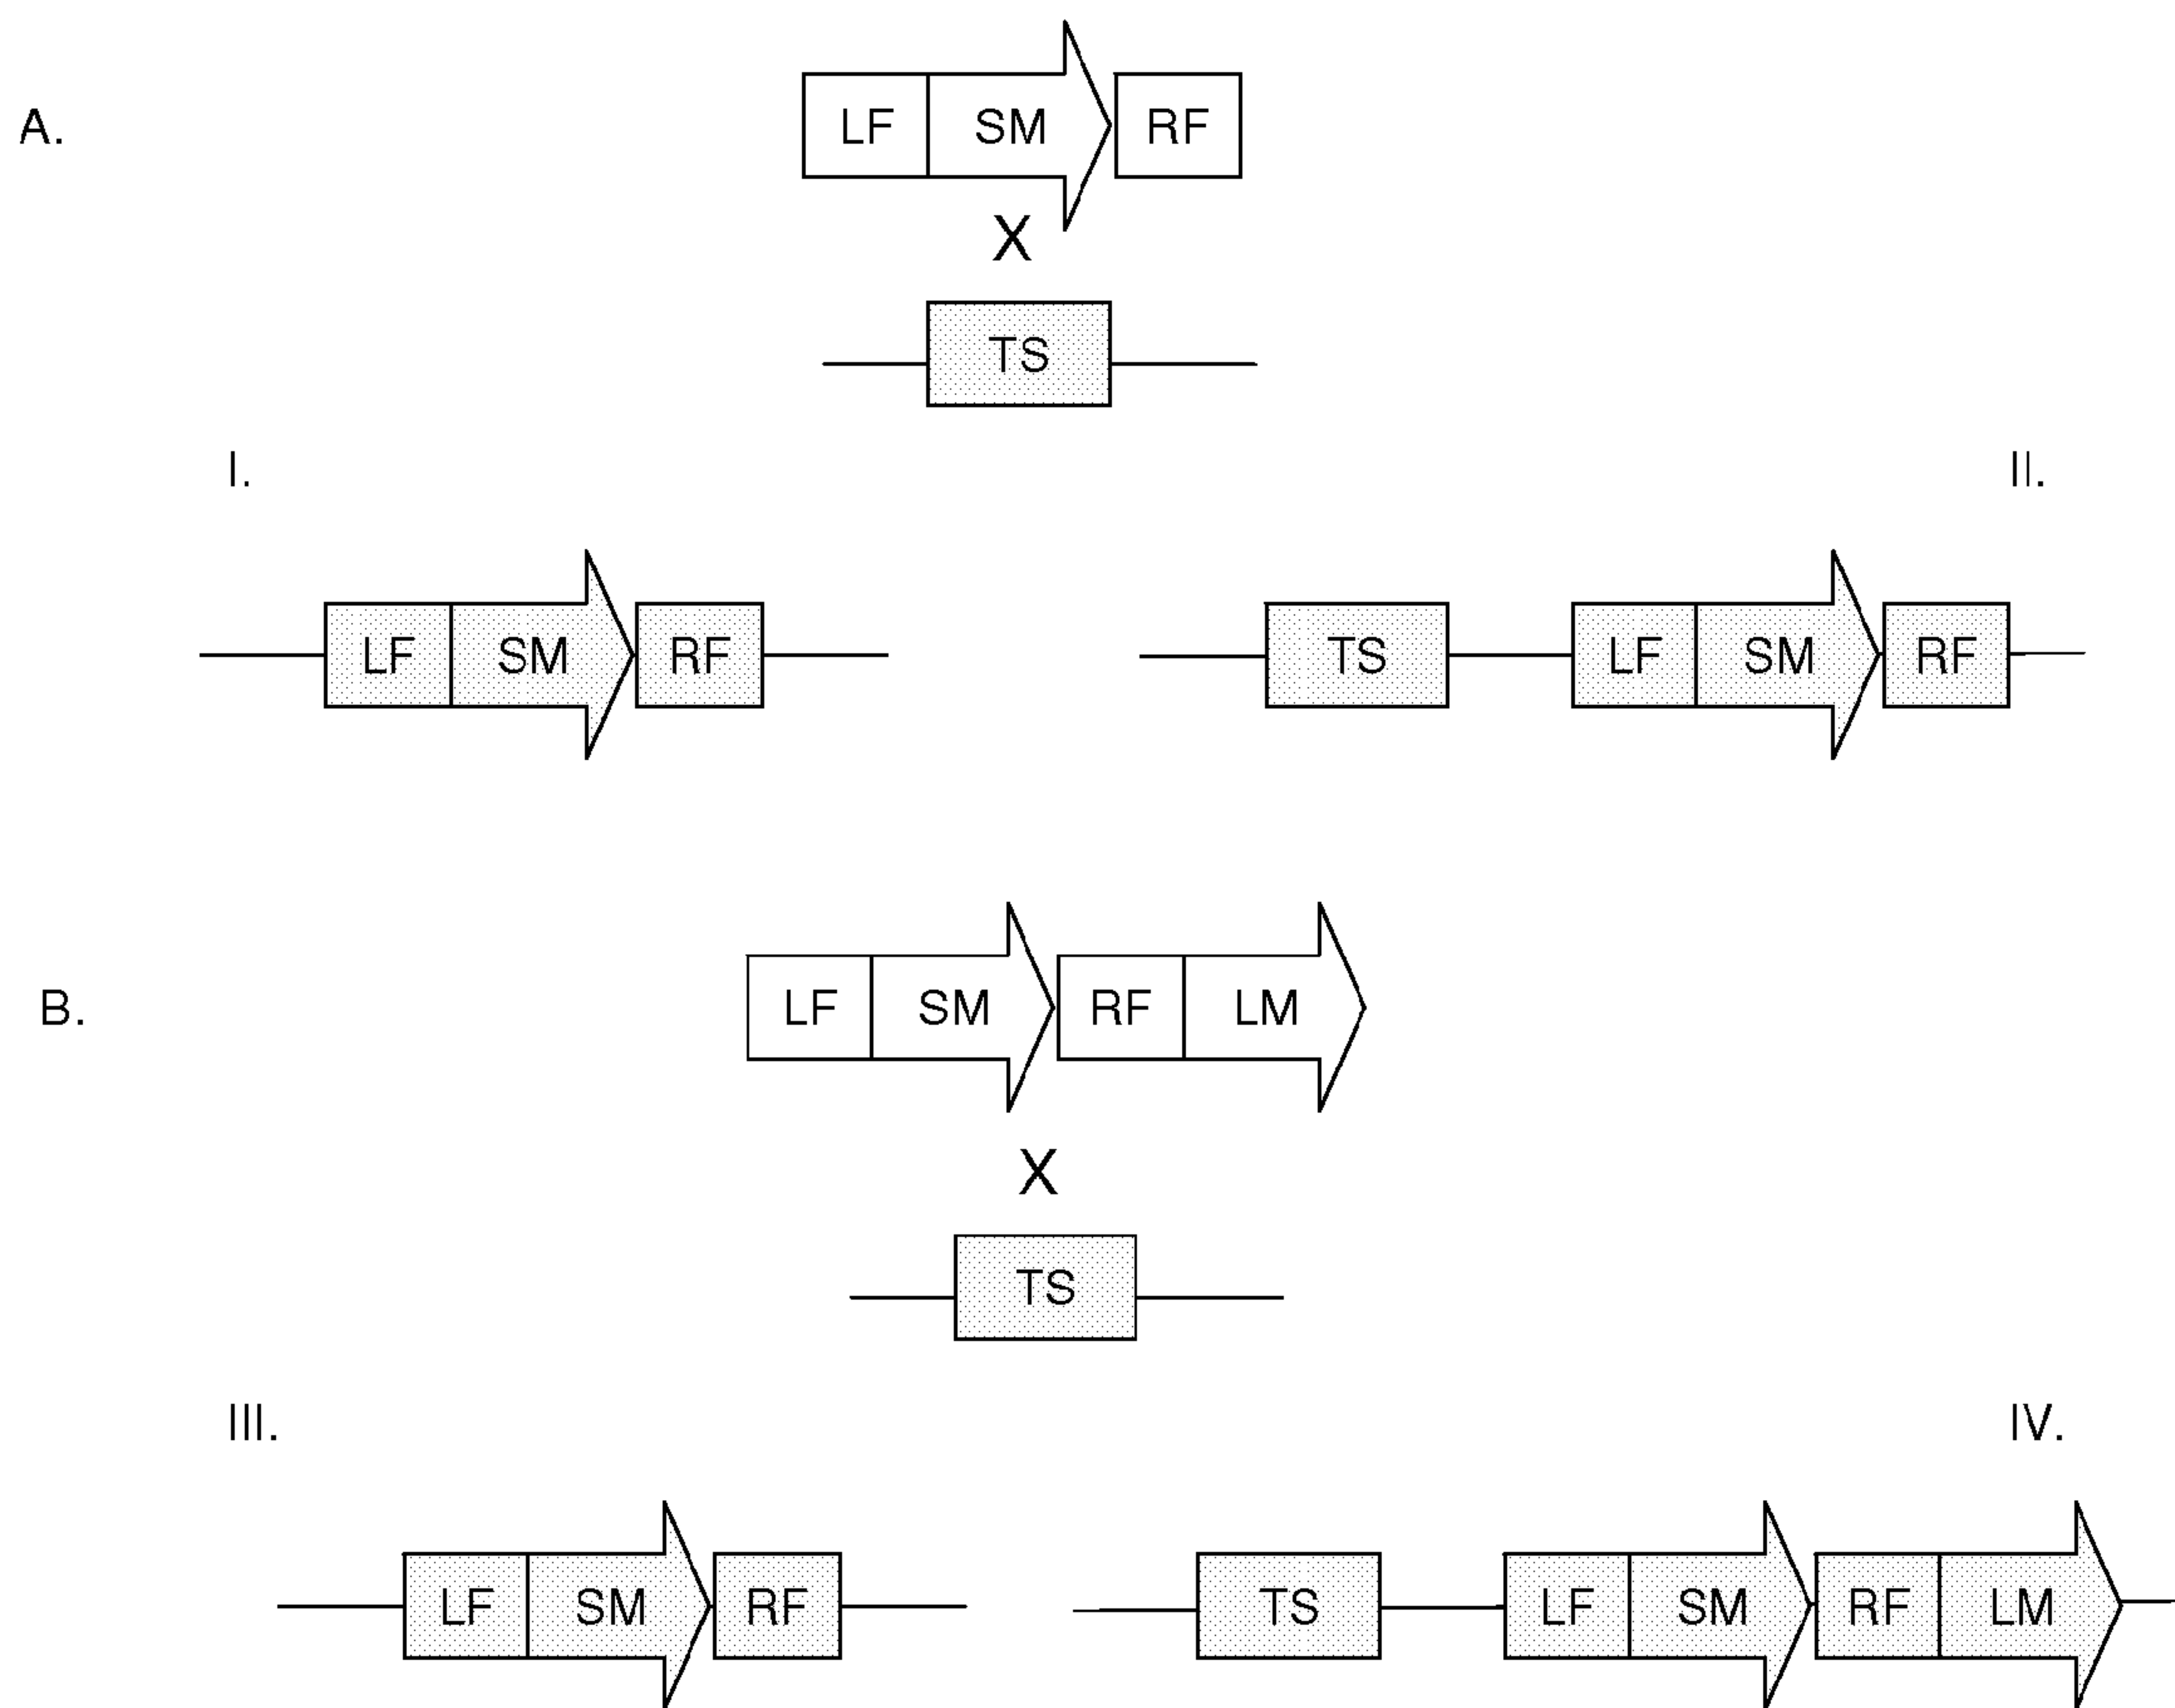 A. LF SM RF
X
TS
I. II.
LF SM RF TS LF SM RF
B. LF SM RF LM
X
TS
III. IV.
LF SM RF TS LF SM RF LM